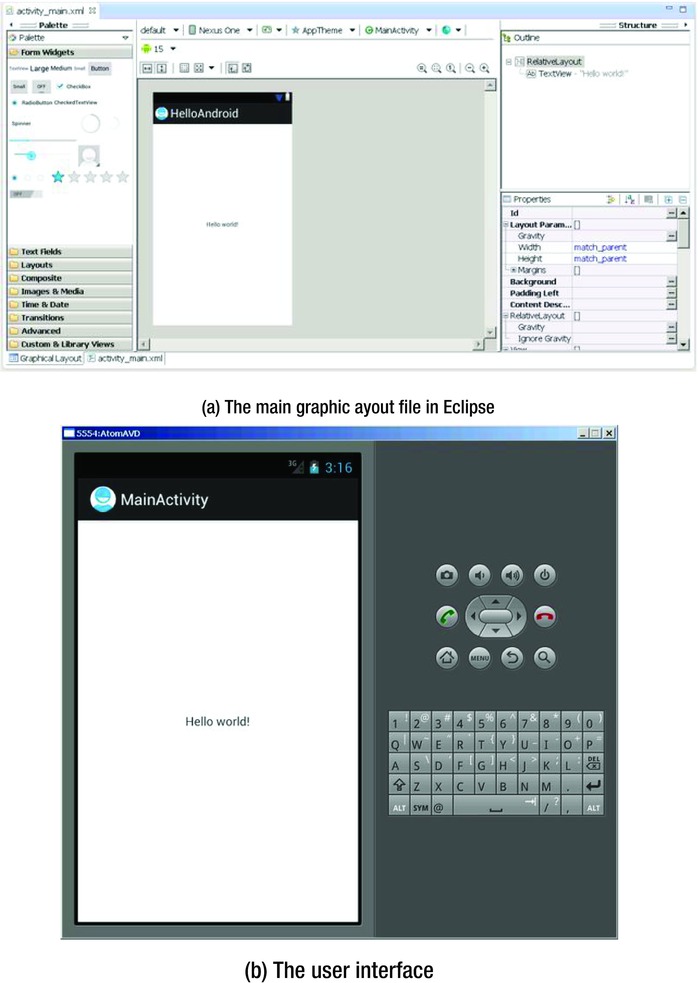 activity_main.xml
Palette
Palette
Form Widgets
TextView Large Medium Small Button
Small OFF CheckBox
RadioButton CheckedTextView
Spinner
OFF
Text Fields
Layouts
Composite
Images & Media
Time & Date
Transitions
Advanced
Custom & Library Views
Graphical Layout activity_main.xml
default Nexus One AppTheme MainActivity
15
HelloAndroid
Hello world!
Structure
Outline
RelativeLayout
Ab TextView - "Hello world!"
Properties
Id
Layout Param... []
Gravity
Width match_parent
Height match_parent
Margins []
Background
Padding Left
Content Desc...
RelativeLayout []
Gravity
Ignore Gravity
View []
(a) The main graphic ayout file in Eclipse
5554:AtomAVD
3G 3:16
MainActivity
Hello world!
MENU
1 ! 2 @ 3 # 4 $ 5 % 6 ^ 7 & 8 * 9 ( 0 )
Q W ~ E " R ` T { Y } U _ I - O + P =
A S \ D ' F [ G ] H < J > K ; L : DEL
Z X C V B N M .
ALT SYM @ / ? , ALT
(b) The user interface